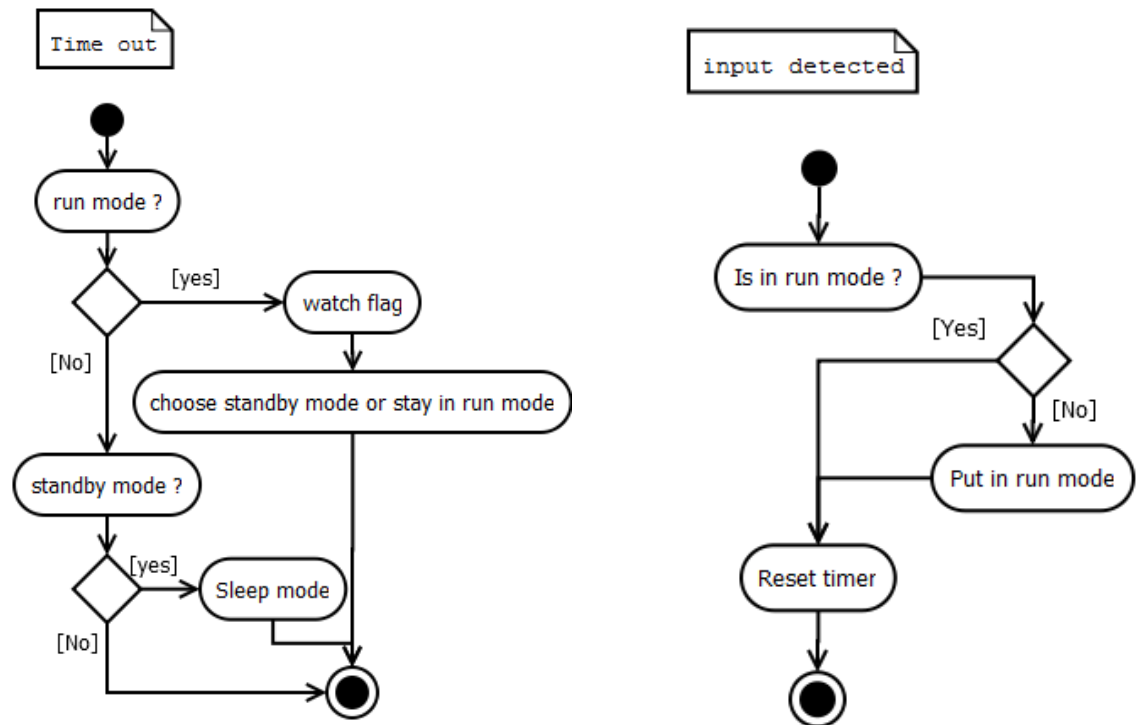 Time out
run mode ?
[yes]
watch flag
[No]
choose standby mode or stay in run mode
standby mode ?
[yes]
Sleep mode
[No]
input detected
Is in run mode ?
[Yes]
[No]
Put in run mode
Reset timer